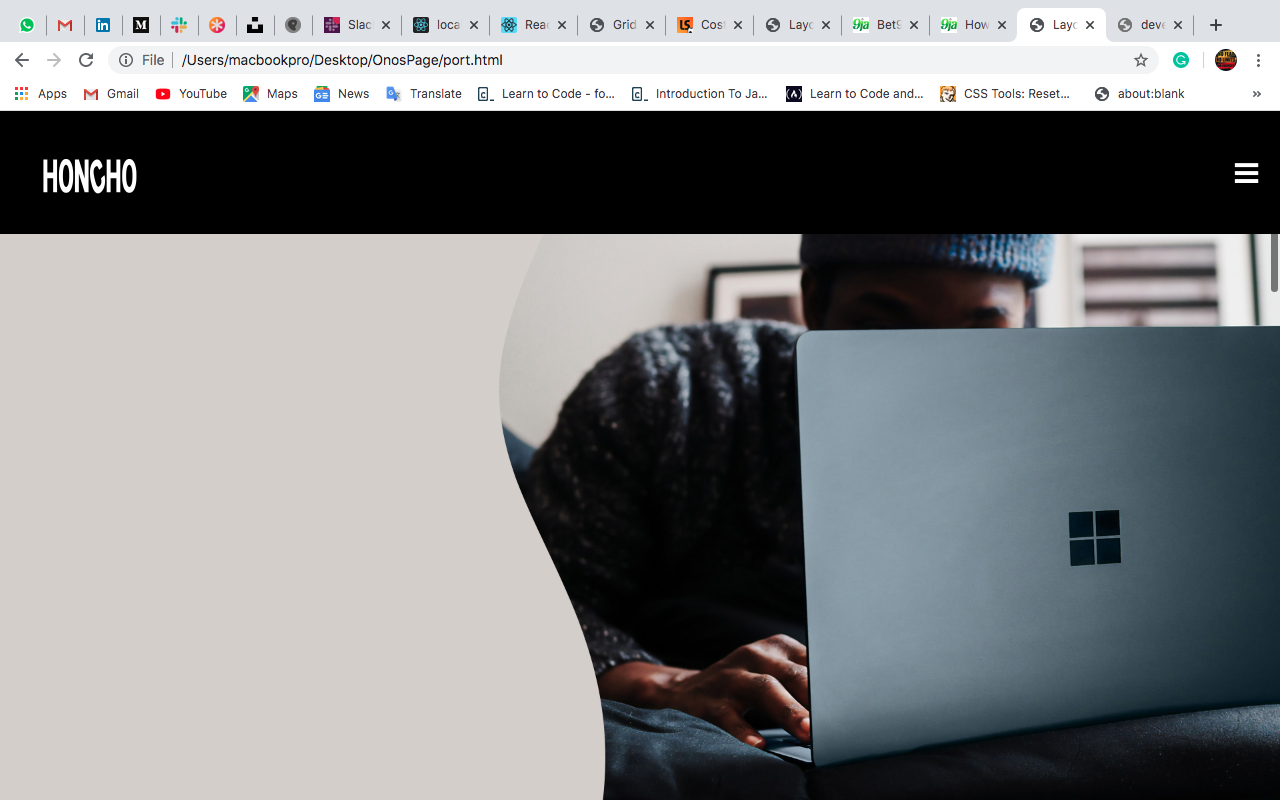 Slac
loca
Reac
Grid
Cost
Layo
Bet9
How
Layo
deve
File
/Users/macbookpro/Desktop/OnosPage/port.html
Apps
Gmail
YouTube
Maps
News
Translate
Learn to Code - fo...
Introduction To Ja...
Learn to Code and...
CSS Tools: Reset...
about:blank
HONCHO